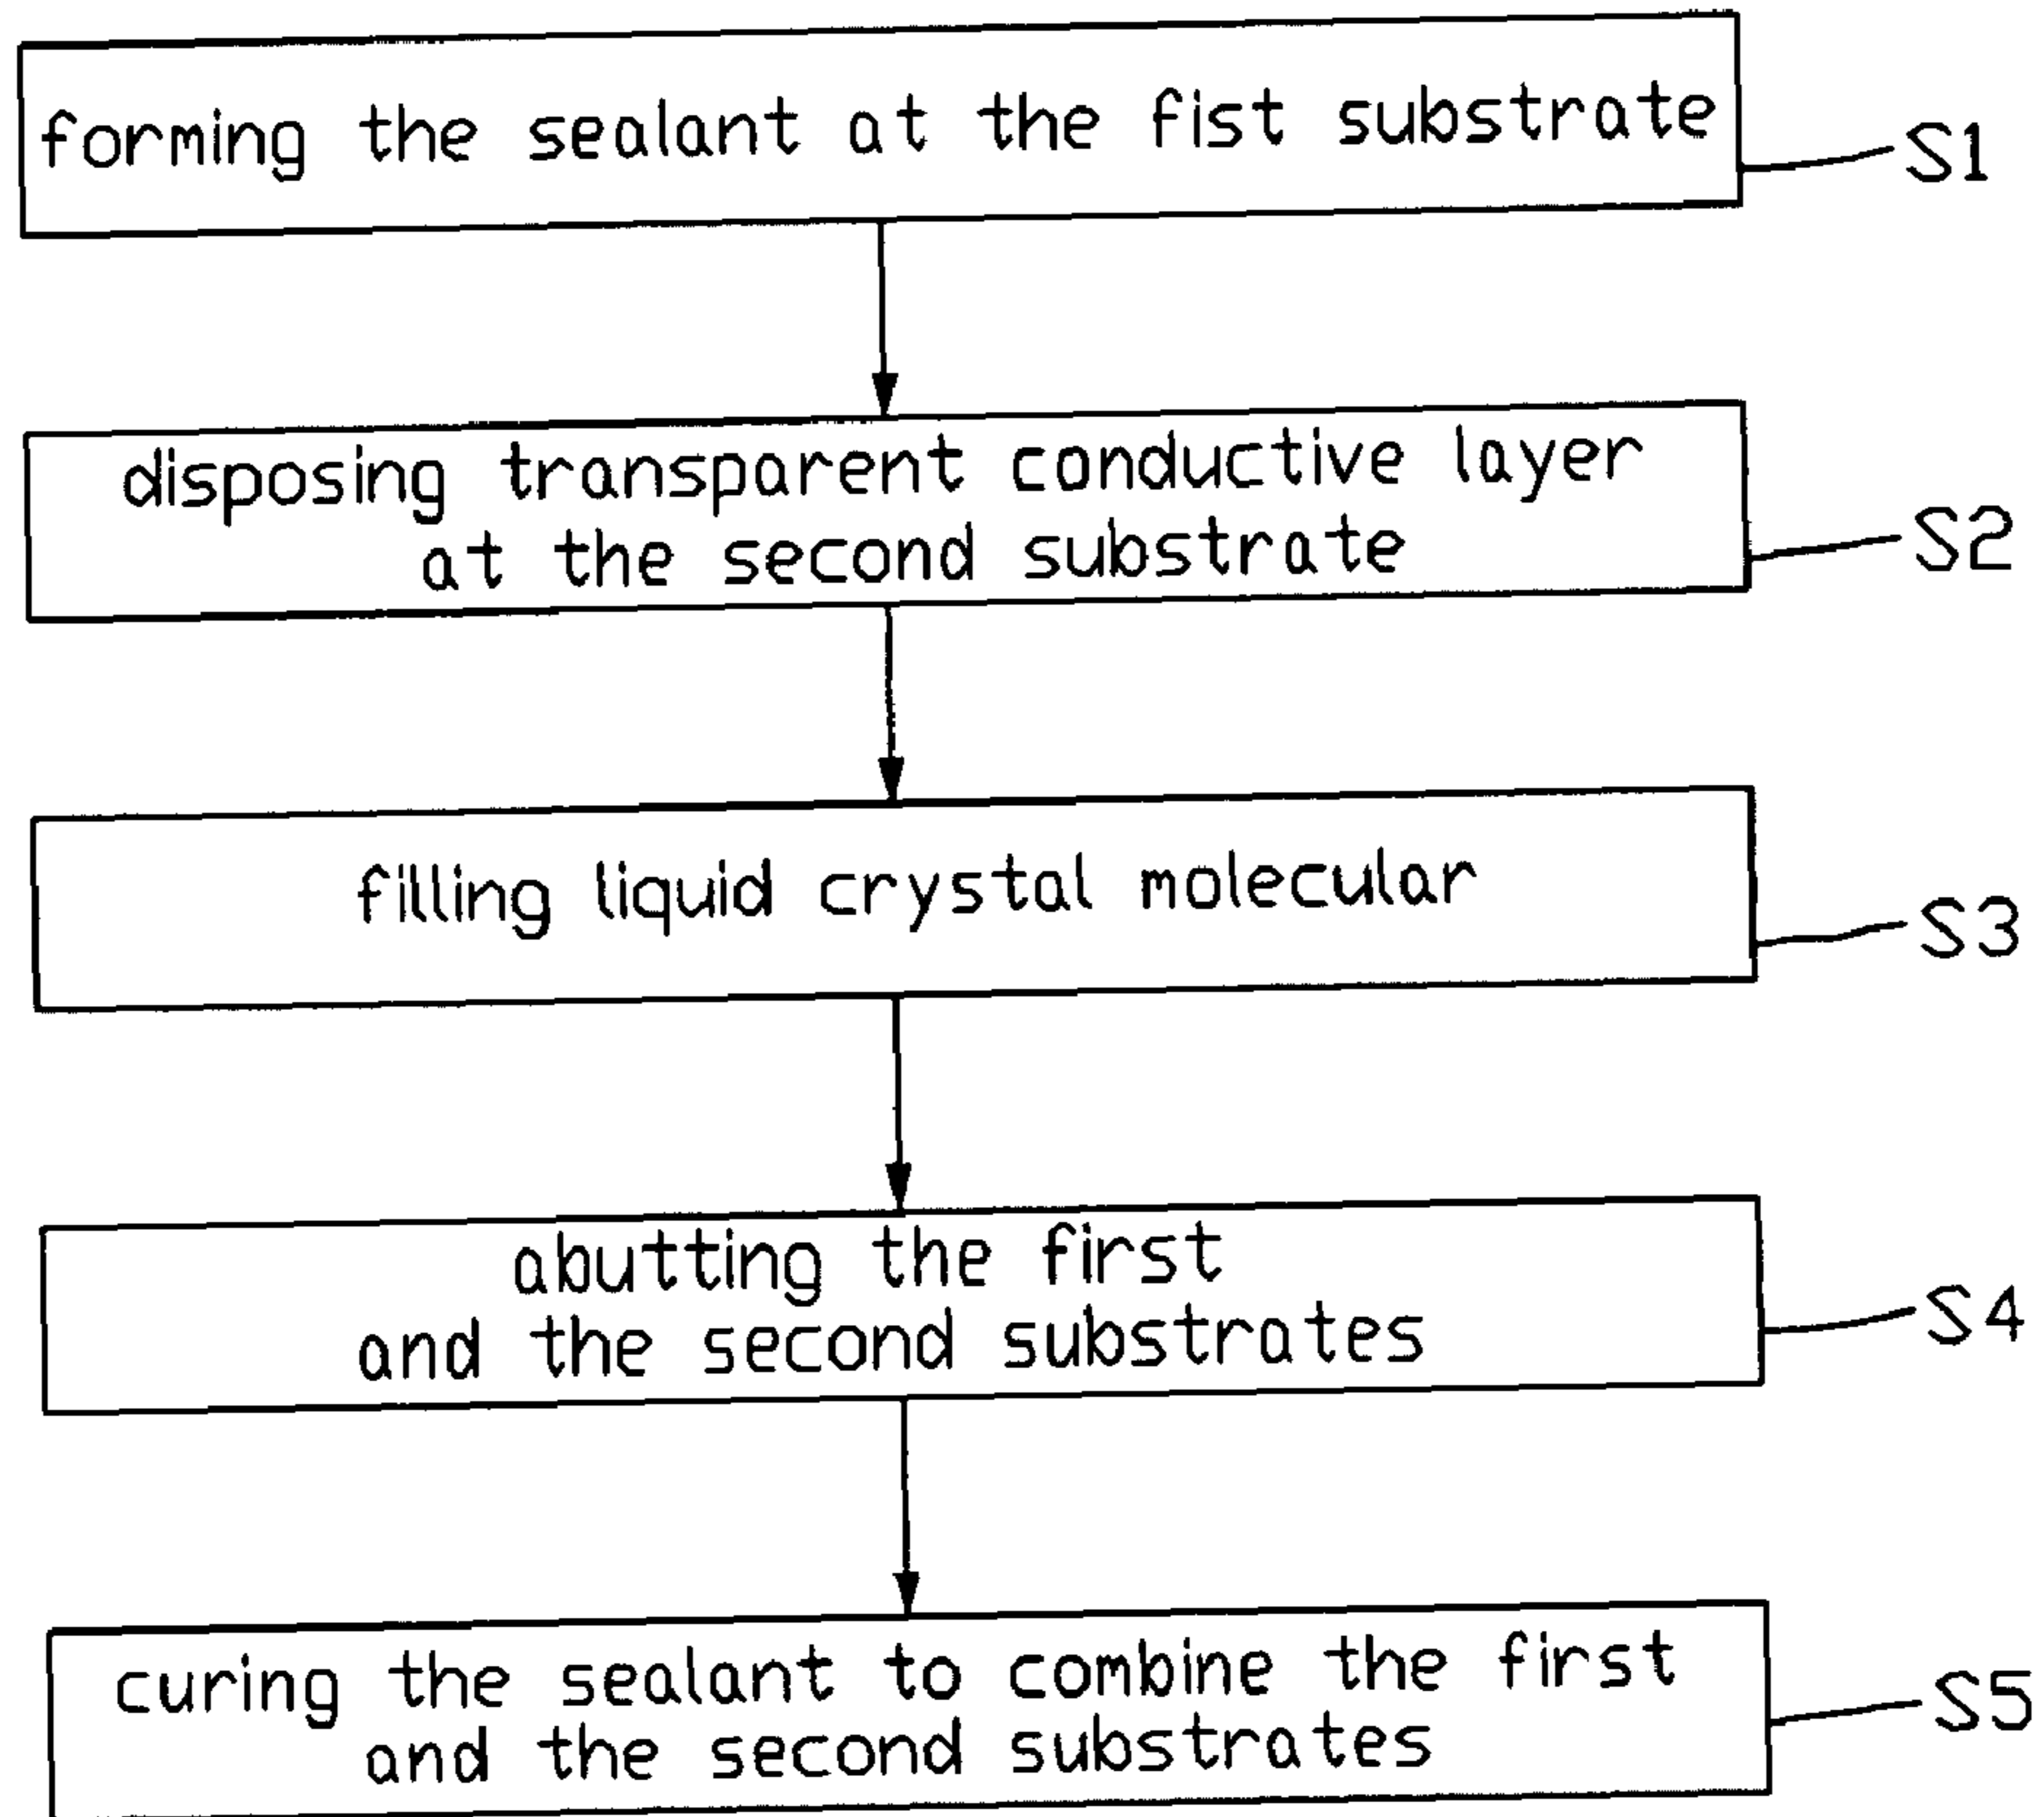 forming the sealant at the fist substrate
S1
disposing transparent conductive layer
at the second substrate
S2
filling liquid crystal molecular
S3
abutting the first
and the second substrates
S4
curing the sealant to combine the first
and the second substrates
S5